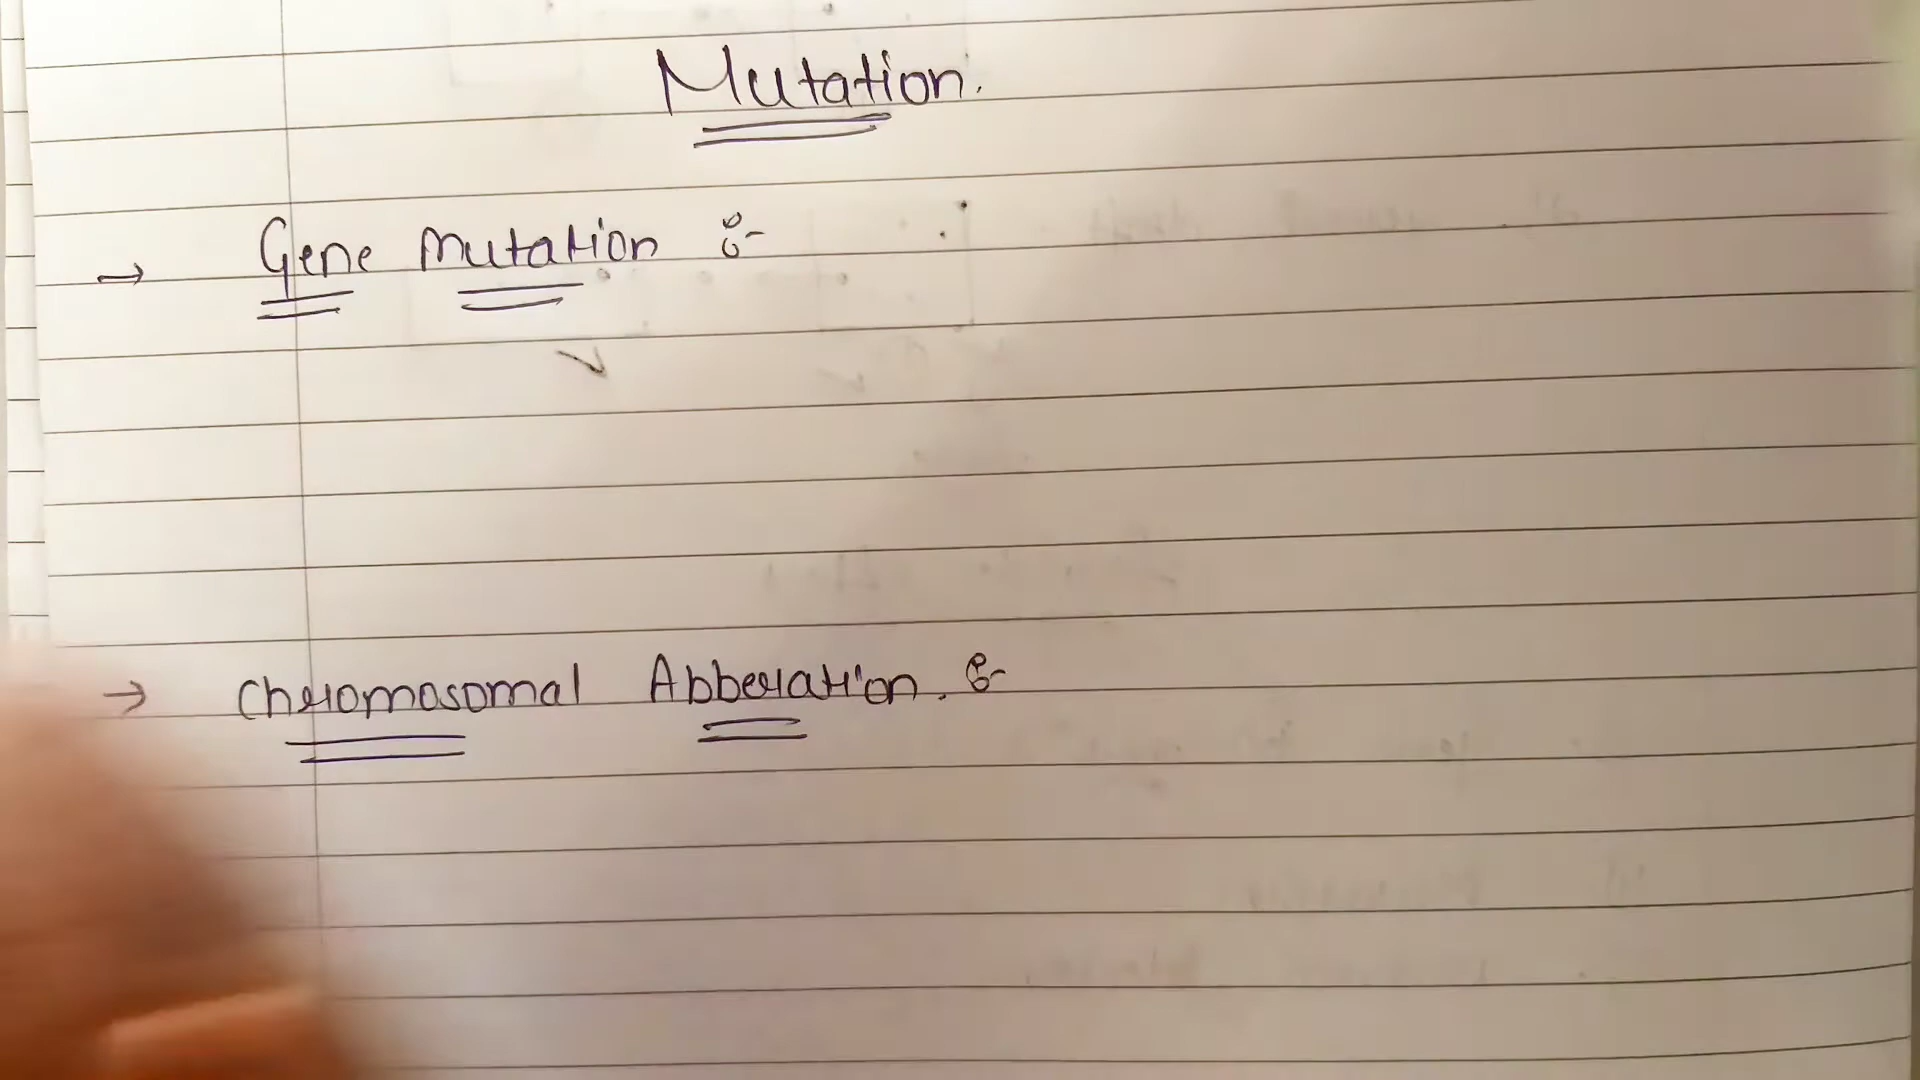 Mutation.
→ Gene Mutation :-
→ Chromosomal Abberation. :-